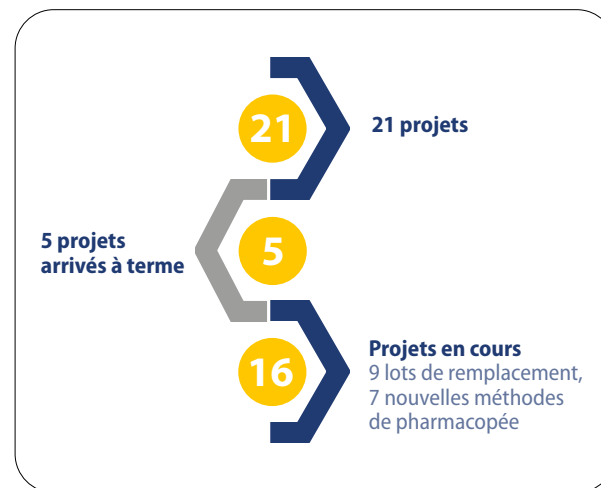 21
21 projets
5 projets
arrivés à terme
5
16
Projets en cours
9 lots de remplacement,
7 nouvelles méthodes
de pharmacopée